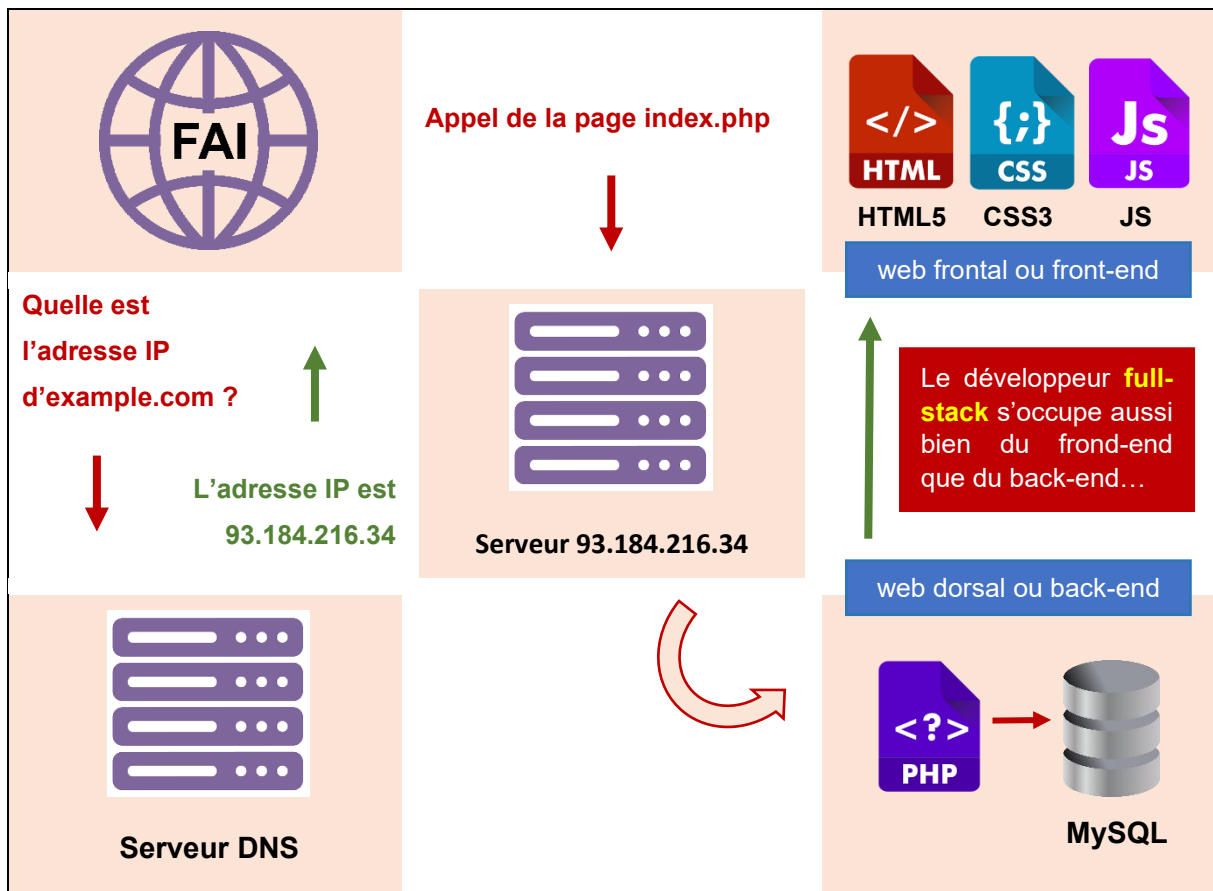 FAI
Quelle est
l’adresse IP
d’example.com ?
L’adresse IP est
93.184.216.34
Serveur DNS
Appel de la page index.php
Serveur 93.184.216.34
</>
HTML
{;}
CSS
Js
JS
HTML5
CSS3
JS
web frontal ou front-end
Le développeur full-
stack s’occupe aussi
bien du frond-end
que du back-end…
web dorsal ou back-end
<?>
PHP
MySQL